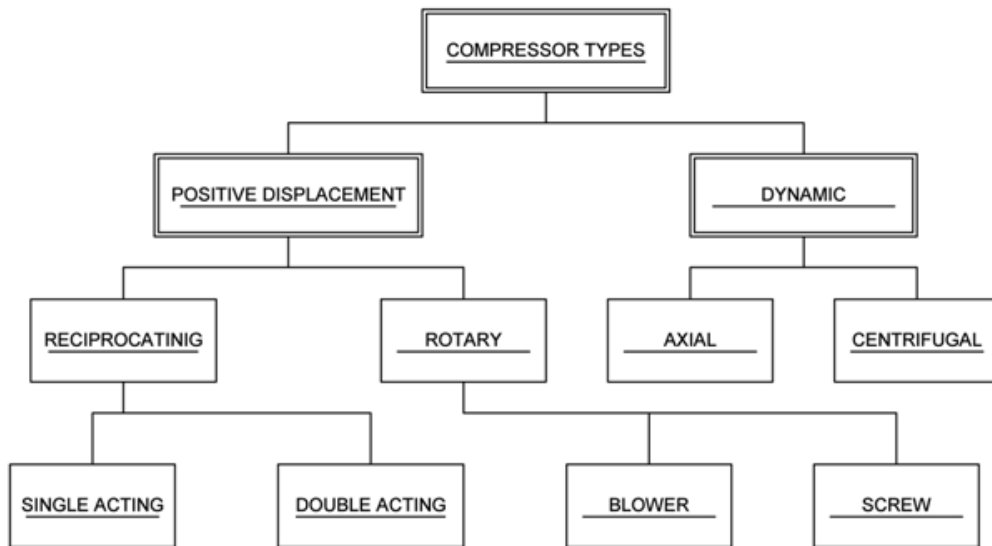 COMPRESSOR TYPES
POSITIVE DISPLACEMENT
DYNAMIC
RECIPROCATINIG
ROTARY
AXIAL
CENTRIFUGAL
SINGLE ACTING
DOUBLE ACTING
BLOWER
SCREW